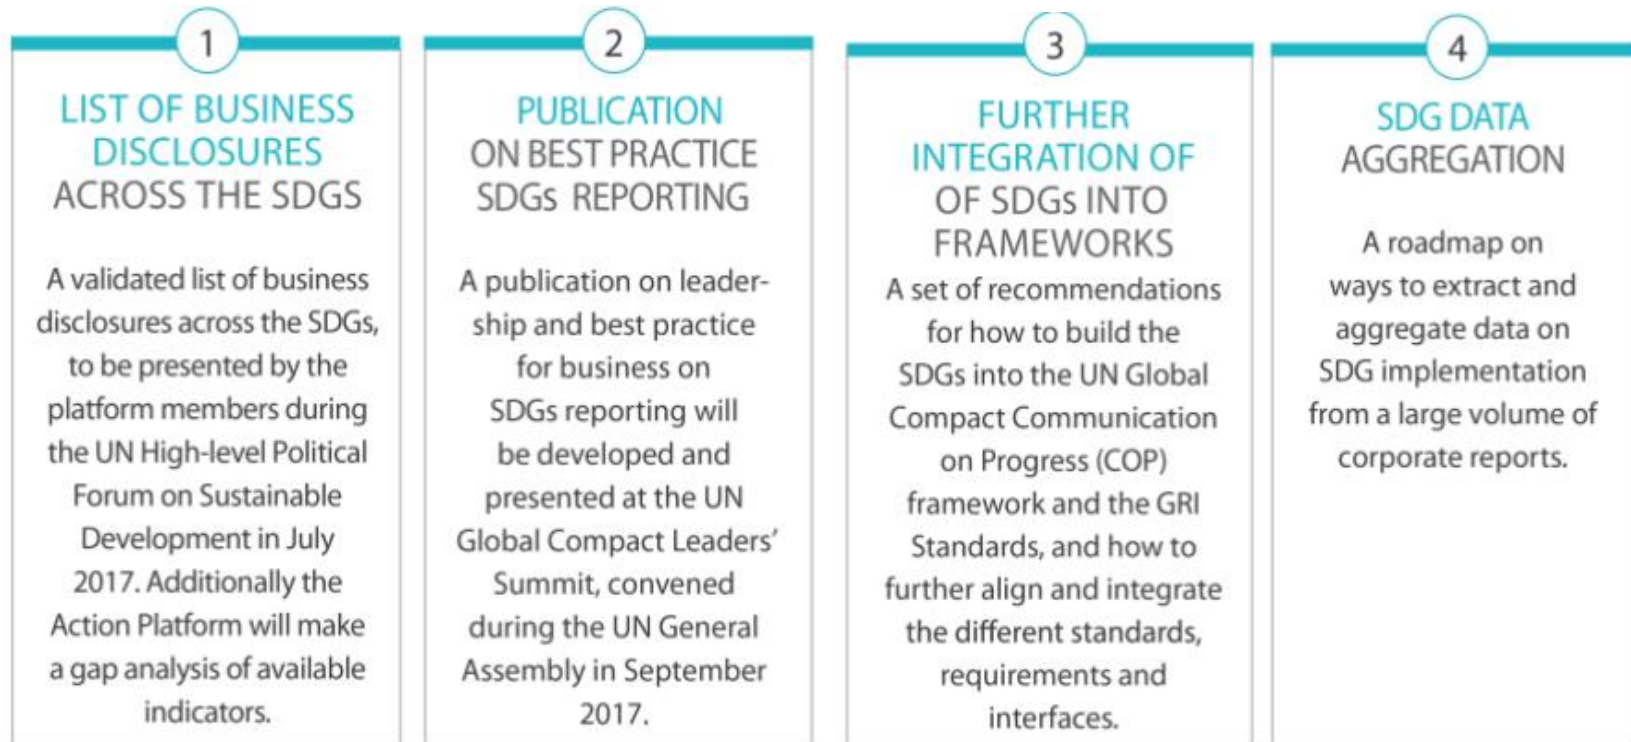 1
LIST OF BUSINESS
DISCLOSURES
ACROSS THE SDGS
A validated list of business
disclosures across the SDGs,
to be presented by the
platform members during
the UN High-level Political
Forum on Sustainable
Development in July
2017. Additionally the
Action Platform will make
a gap analysis of available
indicators.
2
PUBLICATION
ON BEST PRACTICE
SDGs REPORTING
A publication on leader-
ship and best practice
for business on
SDGs reporting will
be developed and
presented at the UN
Global Compact Leaders’
Summit, convened
during the UN General
Assembly in September
2017.
3
FURTHER
INTEGRATION OF
OF SDGs INTO
FRAMEWORKS
A set of recommendations
for how to build the
SDGs into the UN Global
Compact Communication
on Progress (COP)
framework and the GRI
Standards, and how to
further align and integrate
the different standards,
requirements and
interfaces.
4
SDG DATA
AGGREGATION
A roadmap on
ways to extract and
aggregate data on
SDG implementation
from a large volume of
corporate reports.